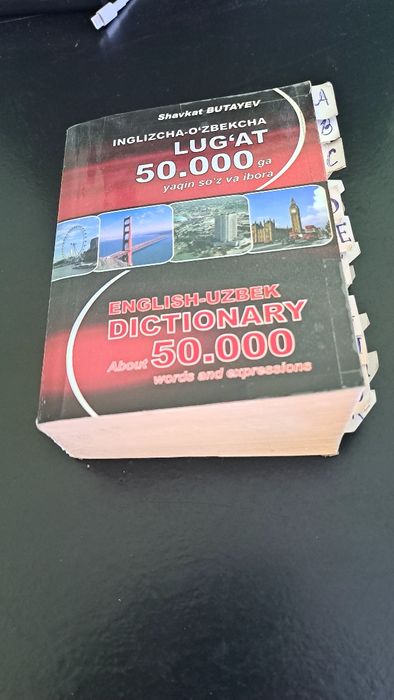 Shavkat BUTAYEV
INGLIZCHA-O'ZBEKCHA
LUG'AT
50.000 ga
yaqin so'z va ibora
ENGLISH-UZBEK
DICTIONARY
About 50.000
words and expressions
A
B
C
D
E